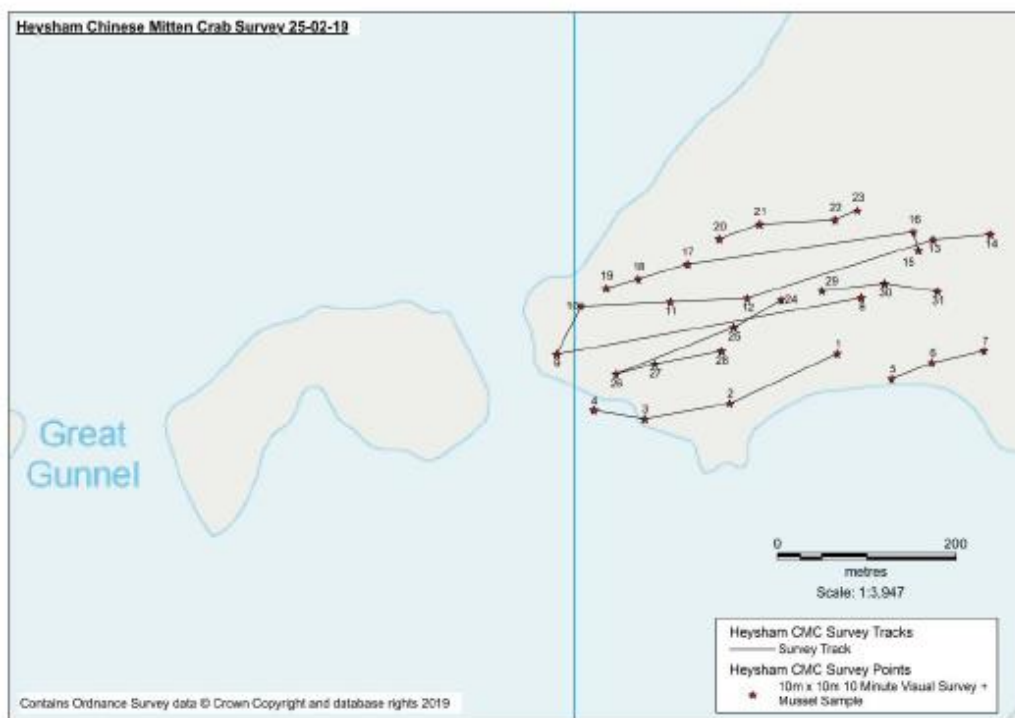 Heysham Chinese Mitten Crab Survey 25-02-19
23
22
21
20
16
13
14
15
17
18
19
10
11
12
24
29
30
31
8
25
9
26
27
28
1
2
3
4
5
6
7
Great
Gunnel
0 200
metres
Scale: 1:3,947
Heysham CMC Survey Tracks
Survey Track
Heysham CMC Survey Points
10m x 10m 10 Minute Visual Survey +
Mussel Sample
Contains Ordnance Survey data © Crown Copyright and database rights 2019